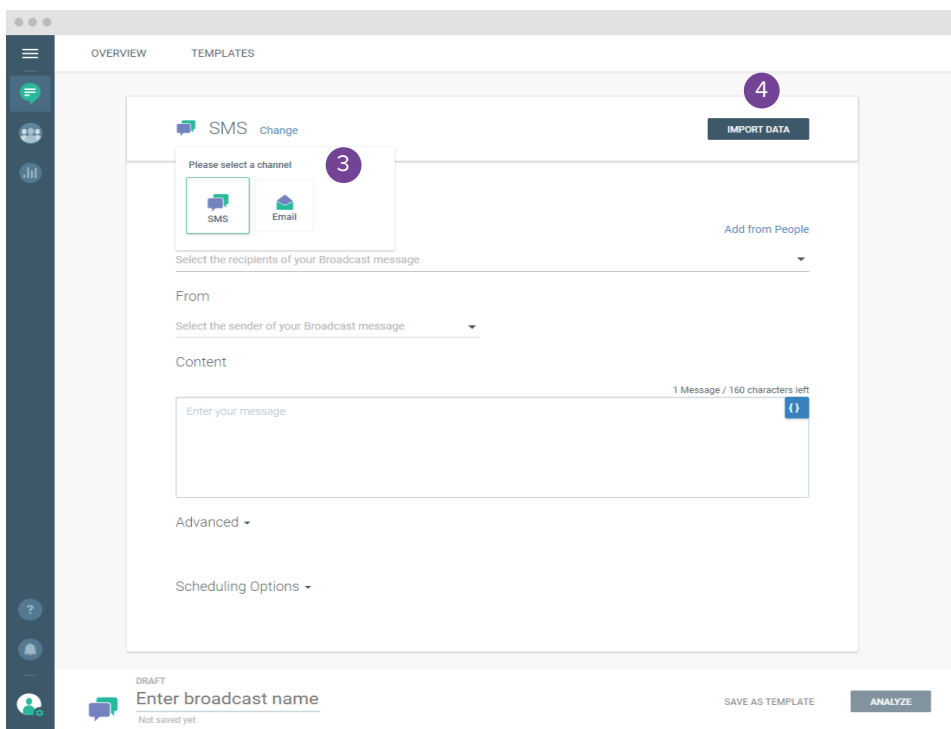 OVERVIEW TEMPLATES
4
SMS Change
IMPORT DATA
Please select a channel
3
SMS Email
Add from People
Select the recipients of your Broadcast message
From
Select the sender of your Broadcast message
Content
1 Message / 160 characters left
Enter your message
{}
Advanced
Scheduling Options
?
DRAFT
Enter broadcast name
Not saved yet
SAVE AS TEMPLATE
ANALYZE